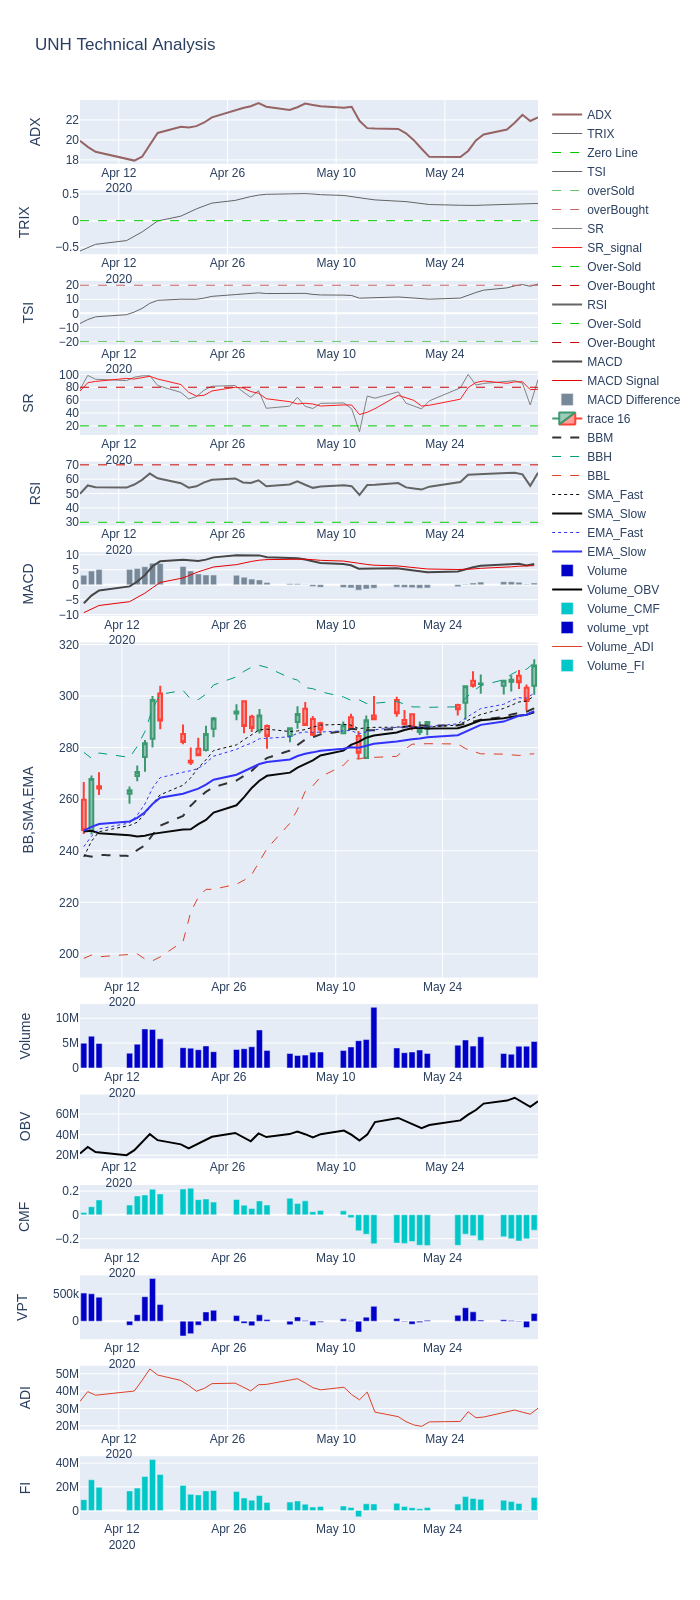 UNH Technical Analysis
ADX
22
20
18
Apr 12
2020
Apr 26
May 10
May 24
TRIX
0.5
0
−0.5
Apr 12
2020
Apr 26
May 10
May 24
TSI
20
10
0
−10
−20
Apr 12
2020
Apr 26
May 10
May 24
SR
100
80
60
40
20
Apr 12
2020
Apr 26
May 10
May 24
RSI
70
60
50
40
30
Apr 12
2020
Apr 26
May 10
May 24
MACD
10
5
0
−5
−10
Apr 12
2020
Apr 26
May 10
May 24
BB,SMA,EMA
320
300
280
260
240
220
200
Apr 12
2020
Apr 26
May 10
May 24
Volume
10M
5M
0
Apr 12
2020
Apr 26
May 10
May 24
OBV
60M
40M
20M
Apr 12
2020
Apr 26
May 10
May 24
CMF
0.2
0
−0.2
Apr 12
2020
Apr 26
May 10
May 24
VPT
500k
0
Apr 12
2020
Apr 26
May 10
May 24
ADI
50M
40M
30M
20M
Apr 12
2020
Apr 26
May 10
May 24
FI
40M
20M
0
Apr 12
2020
Apr 26
May 10
May 24
ADX
TRIX
Zero Line
TSI
overSold
overBought
SR
SR_signal
Over-Sold
Over-Bought
RSI
Over-Sold
Over-Bought
MACD
MACD Signal
MACD Difference
trace 16
BBM
BBH
BBL
SMA_Fast
SMA_Slow
EMA_Fast
EMA_Slow
Volume
Volume_OBV
Volume_CMF
volume_vpt
Volume_ADI
Volume_FI